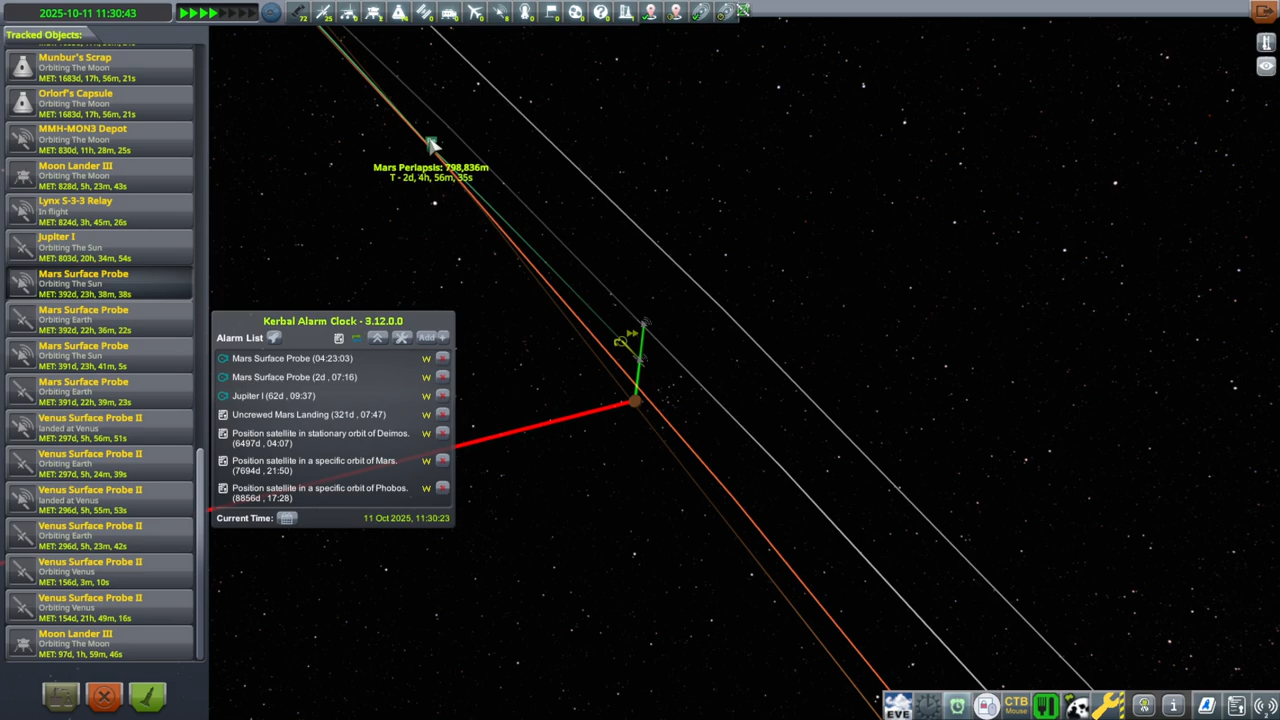 2025-10-11 11:30:43
72
25
Tracked Objects:
Munbur's Scrap
Orbiting The Moon
MET: 1683d, 17h, 56m, 21s
Orlorf's Capsule
Orbiting The Moon
MET: 1683d, 17h, 56m, 21s
MMH-MON3 Depot
Orbiting The Moon
MET: 830d, 11h, 28m, 25s
Moon Lander III
Orbiting The Moon
MET: 828d, 5h, 23m, 43s
Lynx S-3-3 Relay
In flight
MET: 824d, 3h, 45m, 26s
Jupiter I
Orbiting The Sun
MET: 803d, 20h, 34m, 54s
Mars Surface Probe
Orbiting The Sun
MET: 392d, 23h, 38m, 38s
Mars Surface Probe
Orbiting Earth
MET: 392d, 22h, 36m, 22s
Mars Surface Probe
Orbiting The Sun
MET: 391d, 23h, 41m, 5s
Mars Surface Probe
Orbiting Earth
MET: 391d, 22h, 39m, 23s
Venus Surface Probe II
landed at Venus
MET: 297d, 5h, 56m, 51s
Venus Surface Probe II
Orbiting Earth
MET: 297d, 5h, 24m, 39s
Venus Surface Probe II
landed at Venus
MET: 296d, 5h, 55m, 53s
Venus Surface Probe II
Orbiting Earth
MET: 296d, 5h, 23m, 42s
Venus Surface Probe II
Orbiting Venus
MET: 156d, 3m, 10s
Venus Surface Probe II
Orbiting Venus
MET: 154d, 21h, 49m, 16s
Moon Lander III
Orbiting The Moon
MET: 97d, 1h, 59m, 46s
Mars Periapsis: 798,836m
T - 2d, 4h, 56m, 35s
Kerbal Alarm Clock - 3.12.0.0
Alarm List
Add +
Mars Surface Probe (04:23:03) W
Mars Surface Probe (2d , 07:16) W
Jupiter I (62d , 09:37) W
Uncrewed Mars Landing (321d , 07:47) W
Position satellite in stationary orbit of Deimos. W
(6497d , 04:07)
Position satellite in a specific orbit of Mars. W
(7694d , 21:50)
Position satellite in a specific orbit of Phobos. W
(8856d , 17:28)
Current Time: 11 Oct 2025, 11:30:23
EVE
CTB
Mouse